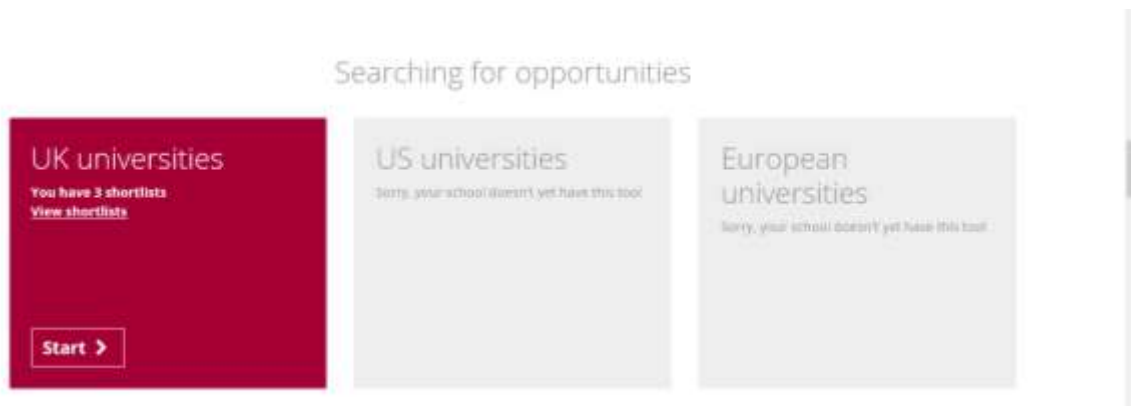 Searching for opportunities
UK universities
You have 3 shortlists
View shortlists
Start
US universities
Sorry, your school doesn't yet have this tool
European
universities
Sorry, your school doesn't yet have this tool